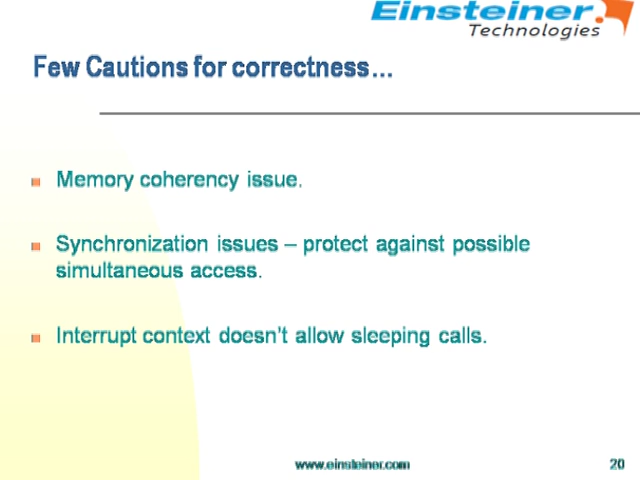 Einsteiner
Technologies
Few Cautions for correctness...
Memory coherency issue.
Synchronization issues – protect against possible
simultaneous access.
Interrupt context doesn't allow sleeping calls.
www.einsteiner.com
20